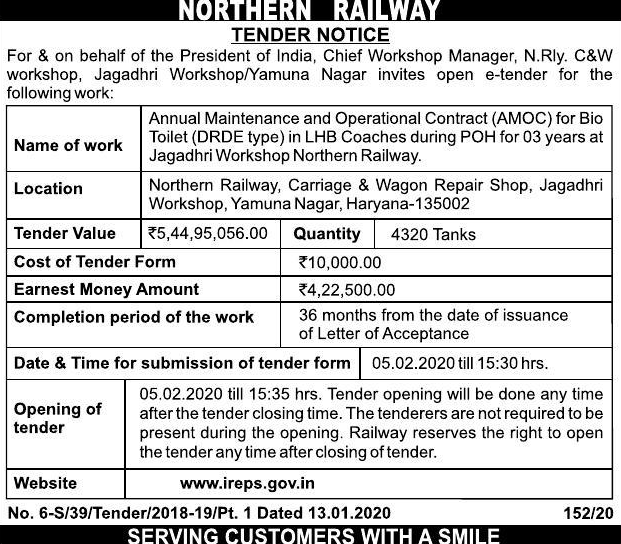 NORTHERN RAILWAY
TENDER NOTICE
For & on behalf of the President of India, Chief Workshop Manager, N.Rly. C&W
workshop, Jagadhri Workshop/Yamuna Nagar invites open e-tender for the
following work:
Name of work
Annual Maintenance and Operational Contract (AMOC) for Bio
Toilet (DRDE type) in LHB Coaches during POH for 03 years at
Jagadhri Workshop Northern Railway.
Location
Northern Railway, Carriage & Wagon Repair Shop, Jagadhri
Workshop, Yamuna Nagar, Haryana-135002
Tender Value ₹5,44,95,056.00 Quantity 4320 Tanks
Cost of Tender Form ₹10,000.00
Earnest Money Amount ₹4,22,500.00
Completion period of the work 36 months from the date of issuance
of Letter of Acceptance
Date & Time for submission of tender form 05.02.2020 till 15:30 hrs.
Opening of
tender
05.02.2020 till 15:35 hrs. Tender opening will be done any time
after the tender closing time. The tenderers are not required to be
present during the opening. Railway reserves the right to open
the tender any time after closing of tender.
Website www.ireps.gov.in
No. 6-S/39/Tender/2018-19/Pt. 1 Dated 13.01.2020 152/20
SERVING CUSTOMERS WITH A SMILE